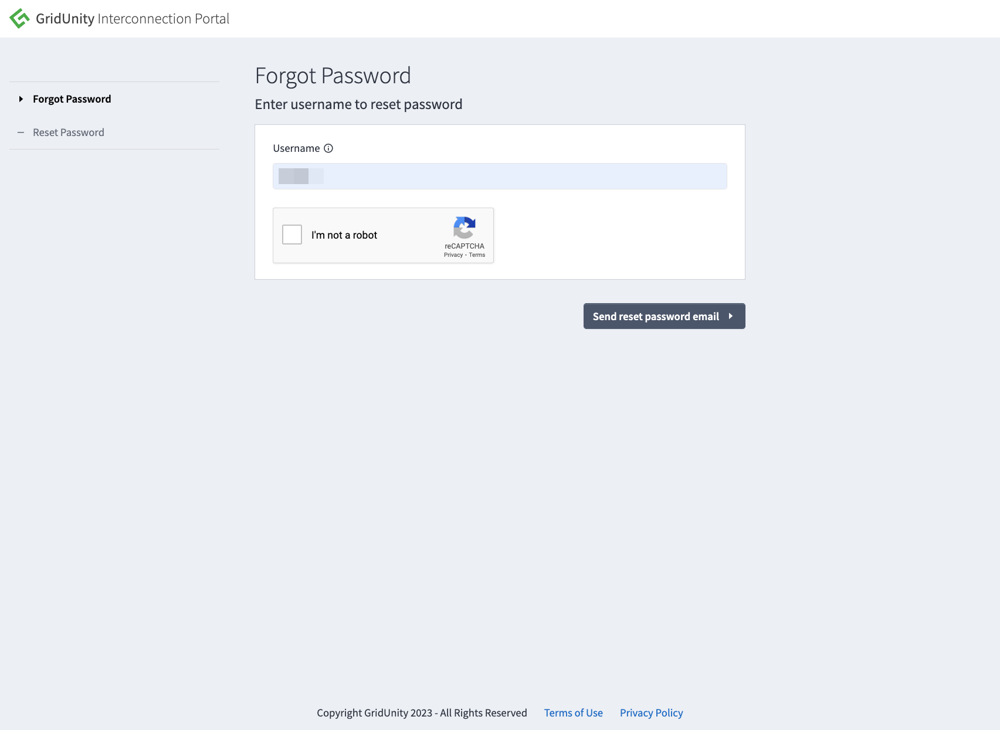 GridUnity Interconnection Portal
Forgot Password
Reset Password
Forgot Password
Enter username to reset password
Username
I'm not a robot
reCAPTCHA
Privacy - Terms
Send reset password email
Copyright GridUnity 2023 - All Rights Reserved Terms of Use Privacy Policy